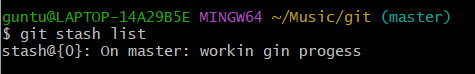 guntu@LAPTOP-14A29B5E MINGW64 ~/Music/git (master)
$ git stash list
stash@{0}: On master: workin gin progess